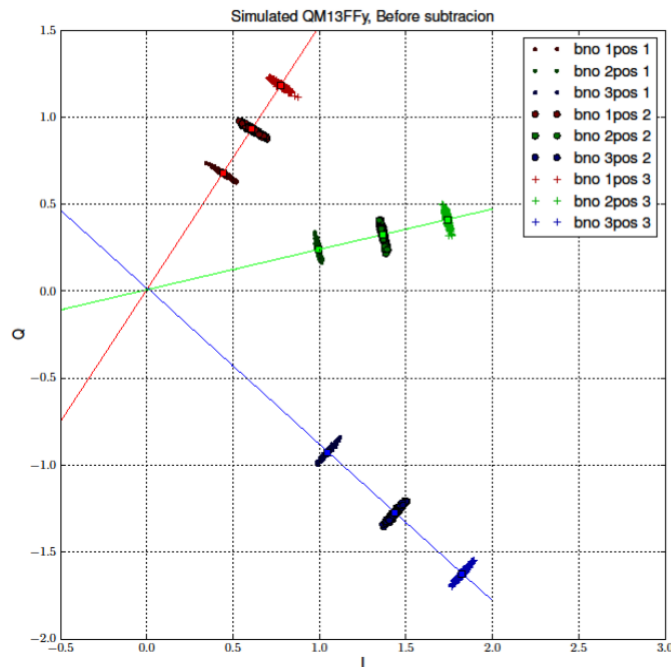 Simulated QM13FFy, Before subtracion
1.5
1.0
0.5
0.0
−0.5
−1.0
−1.5
−2.0
Q
bno 1pos 1
bno 2pos 1
bno 3pos 1
bno 1pos 2
bno 2pos 2
bno 3pos 2
bno 1pos 3
bno 2pos 3
bno 3pos 3
−0.5 0.0 0.5 1.0 1.5 2.0 2.5 3.0
I